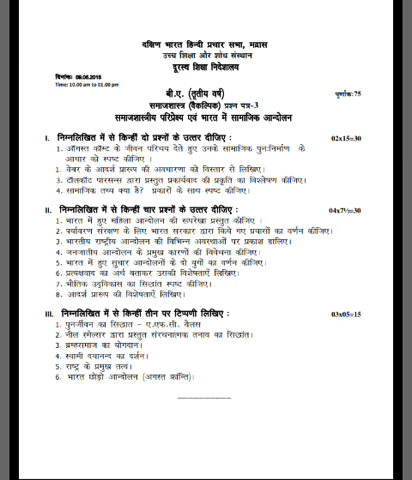 दक्षिण भारत हिन्दी प्रचार सभा, मद्रास
उच्च शिक्षा और शोध संस्थान
दूरस्थ शिक्षा निदेशालय
दिनांक: 09.06.2015
Time: 10.00 am to 01.00 pm
बी.ए. (तृतीय वर्ष) पूर्णांक:75
समाजशास्त्र (वैकल्पिक) प्रश्न पत्र-3
समाजशास्त्रीय परिप्रेक्ष्य एवं भारत में सामाजिक आन्दोलन
I. निम्नलिखित में से किन्हीं दो प्रश्नों के उत्तर दीजिए : 02x15=30
1. ऑगस्त कॉम्ट के जीवन परिचय देते हुए उनके सामाजिक पुन:निर्माण के
आधार को स्पष्ट कीजिए ।
1. वेबर के आदर्श प्रारूप की अवधारणा को विस्तार से लिखिए।
3. टॉलकॉट पारसन्स द्वारा प्रस्तुत प्रकार्यवाद की प्रकृति का विश्लेषण कीजिए।
4. सामाजिक तथ्य क्या है? प्रकारों के साथ स्पष्ट कीजिए।
II. निम्नलिखित में से किन्हीं चार प्रश्नों के उत्तर दीजिए : 04x7½=30
1. भारत में हुए महिला आन्दोलन की रूपरेखा प्रस्तुत कीजिए ।
2. पर्यावरण संरक्षण के लिए भारत सरकार द्वारा किये गए प्रयासों का वर्णन कीजिए।
3. भारतीय राष्ट्रीय आन्दोलन की विभिन्न अवस्थाओं पर प्रकाश डालिए।
4. जनजातीय आन्दोलन के प्रमुख कारणों की विवेचना कीजिए।
5. भारत में हुए सुधार आन्दोलनों के दो युगों का वर्णन कीजिए।
6. प्रत्यक्षवाद का अर्थ बताकर उसकी विशेषताएँ लिखिए।
7. भौतिक उद्विकास का सिद्धांत स्पष्ट कीजिए।
8. आदर्श प्रारूप की विशेषताएँ लिखिए।
III. निम्नलिखित में से किन्हीं तीन पर टिप्पणी लिखिए : 03x05=15
1. पुनर्जीवन का सिद्धांत - ए.एफ.सी. वैलस
2. नील स्मेल्सर द्वारा प्रस्तुत संरचनात्मक तनाव का सिद्धांत।
3. ब्रम्हसमाज का योगदान।
4. स्वामी दयानन्द का दर्शन।
5. राष्ट्र के प्रमुख तत्व।
6. भारत छोड़ो आन्दोलन (अगस्त क्रान्ति)।